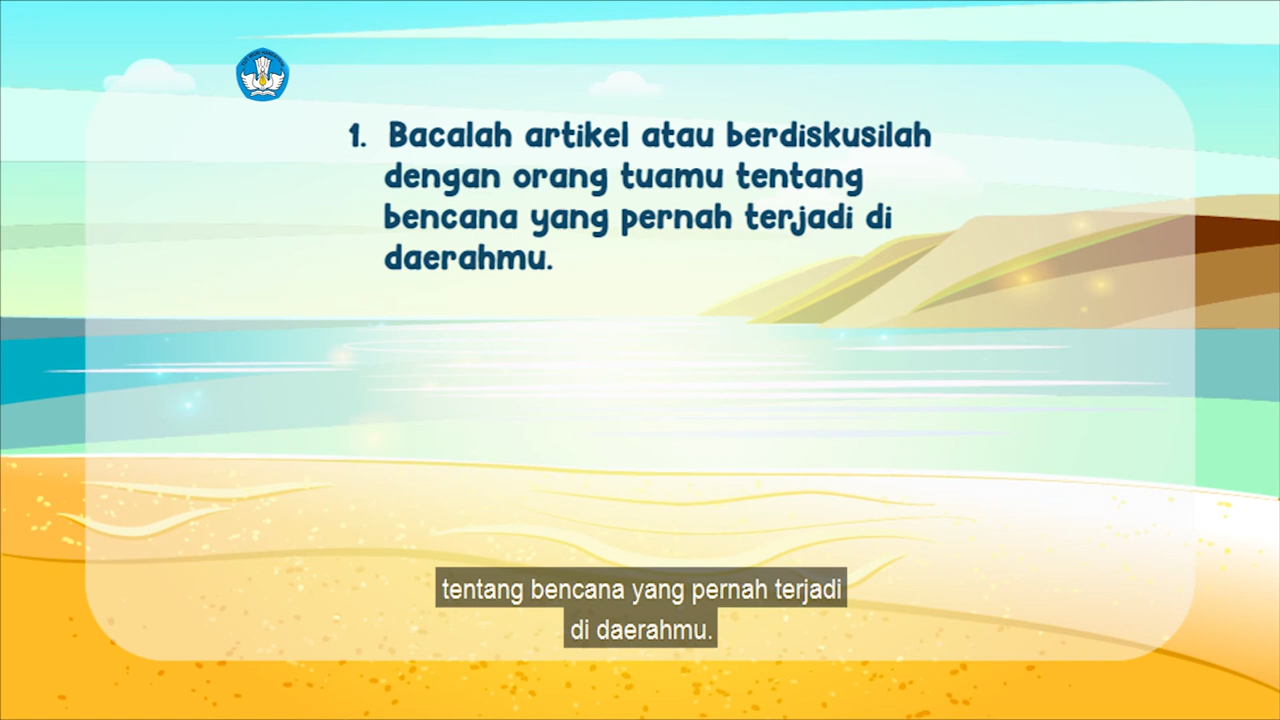 1. Bacalah artikel atau berdiskusilah
dengan orang tuamu tentang
bencana yang pernah terjadi di
daerahmu.
tentang bencana yang pernah terjadi
di daerahmu.